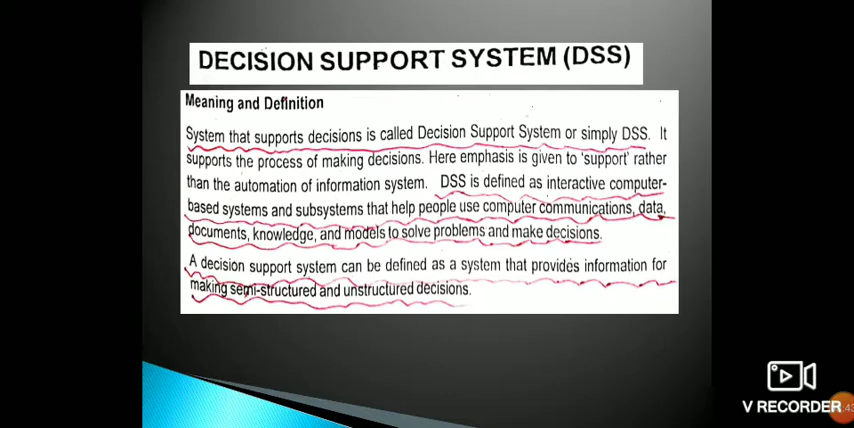 DECISION SUPPORT SYSTEM (DSS)
Meaning and Definition
System that supports decisions is called Decision Support System or simply DSS. It
supports the process of making decisions. Here emphasis is given to 'support' rather
than the automation of information system. DSS is defined as interactive computer-
based systems and subsystems that help people use computer communications, data,
documents, knowledge, and models to solve problems and make decisions.
A decision support system can be defined as a system that provides information for
making semi-structured and unstructured decisions.
V RECORDER